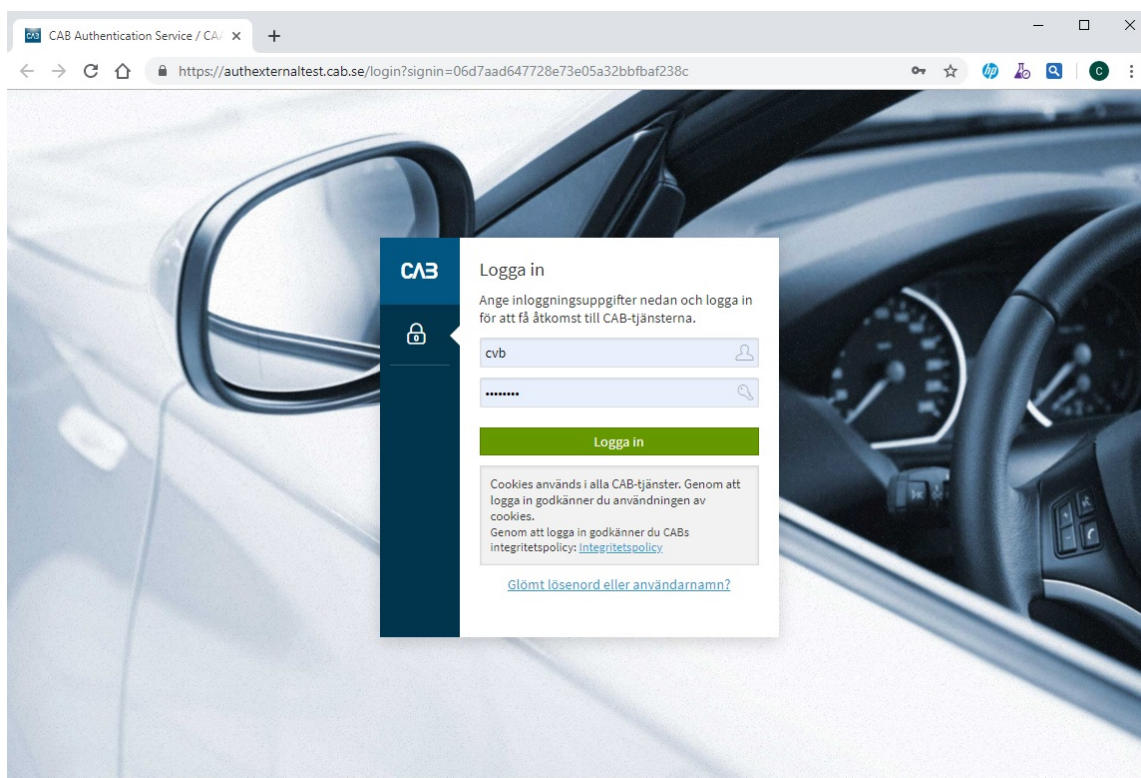 CAB Authentication Service / CA
https://authexternaltest.cab.se/login?signin=06d7aad647728e73e05a32bbfbaf238c
hp
C
CAB
Logga in
Ange inloggningsuppgifter nedan och logga in
för att få åtkomst till CAB-tjänsterna.
cvb
••••••••
Logga in
Cookies används i alla CAB-tjänster. Genom att
logga in godkänner du användningen av
cookies.
Genom att logga in godkänner du CABs
integritetspolicy: Integritetspolicy
Glömt lösenord eller användarnamn?